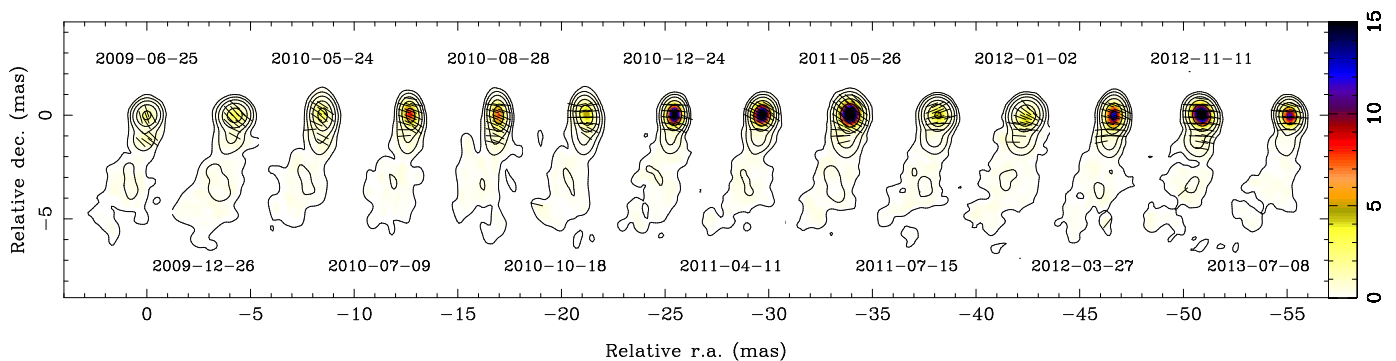 2009-06-25 2010-05-24 2010-08-28 2010-12-24 2011-05-26 2012-01-02 2012-11-11
2009-12-26 2010-07-09 2010-10-18 2011-04-11 2011-07-15 2012-03-27 2013-07-08
Relative dec. (mas)
0
−5
0 −5 −10 −15 −20 −25 −30 −35 −40 −45 −50 −55
Relative r.a. (mas)
15
10
5
0